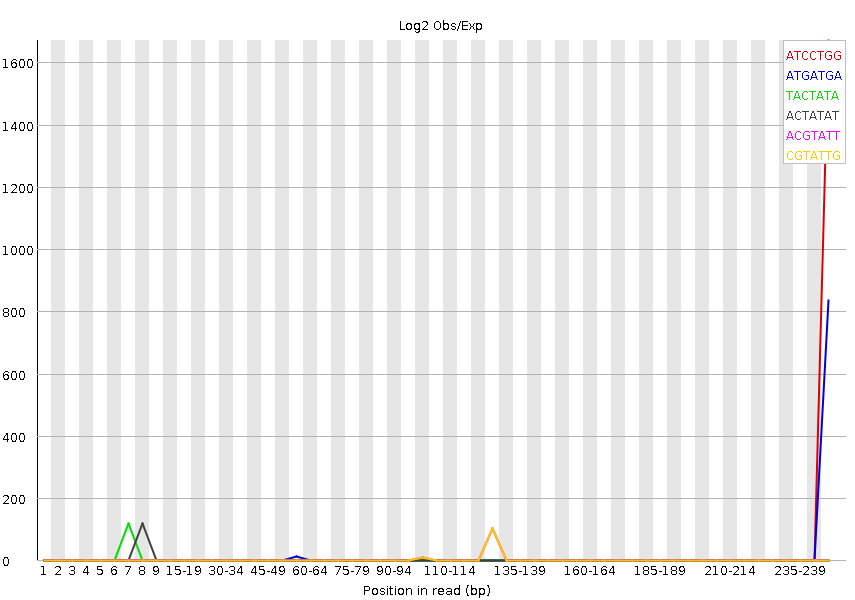 Log2 Obs/Exp
1600
1400
1200
1000
800
600
400
200
0
ATCCTGG
ATGATGA
TACTATA
ACTATAT
ACGTATT
CGTATTG
1 2 3 4 5 6 7 8 9 15-19 30-34 45-49 60-64 75-79 90-94 110-114 135-139 160-164 185-189 210-214 235-239
Position in read (bp)